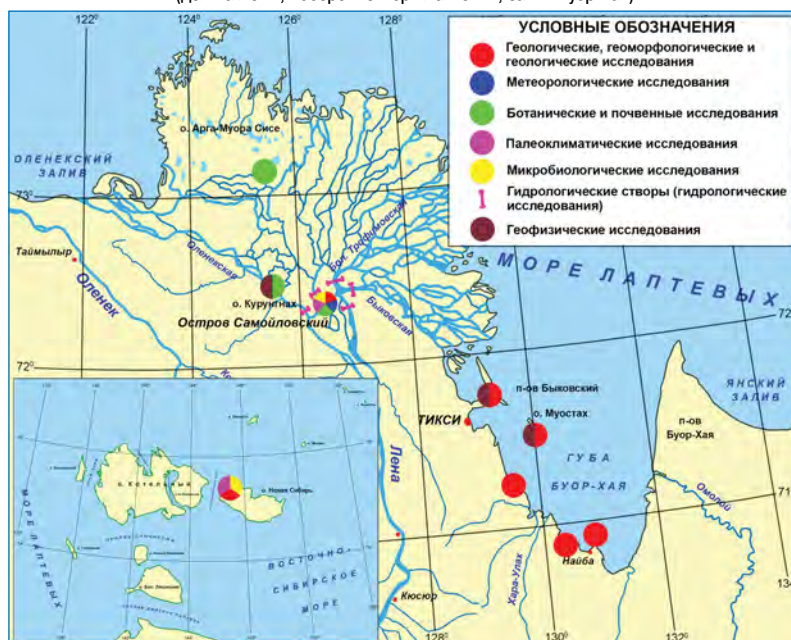 122°
124°
126°
128°
УСЛОВНЫЕ ОБОЗНАЧЕНИЯ
Геологические, геоморфологические и
геологические исследования
Метеорологические исследования
Ботанические и почвенные исследования
Палеоклиматические исследования
Микробиологические исследования
Гидрологические створы (гидрологические
исследования)
Геофизические исследования
о. Арга-Муора Сисе
ОЛЕНЕКСКИЙ
ЗАЛИВ
73°
Таймылыр
Оленек
Оленекская
Бол. Трофимовская
Быковская
о. Курунгнах
Остров Самойловский
МОРЕ ЛАПТЕВЫХ
72°
ЯНСКИЙ
ЗАЛИВ
п-ов Быковский
ТИКСИ
о. Муостах
п-ов
Буор-Хая
ГУБА
БУОР-ХАЯ
Лена
Омолой
71°
Хара-Улах
Найба
Кюсюр
128°
130°
132°
134
о. Котельный
о. Новая Сибирь
МОРЕ ЛАПТЕВЫХ
ВОСТОЧНО-
СИБИРСКОЕ
МОРЕ